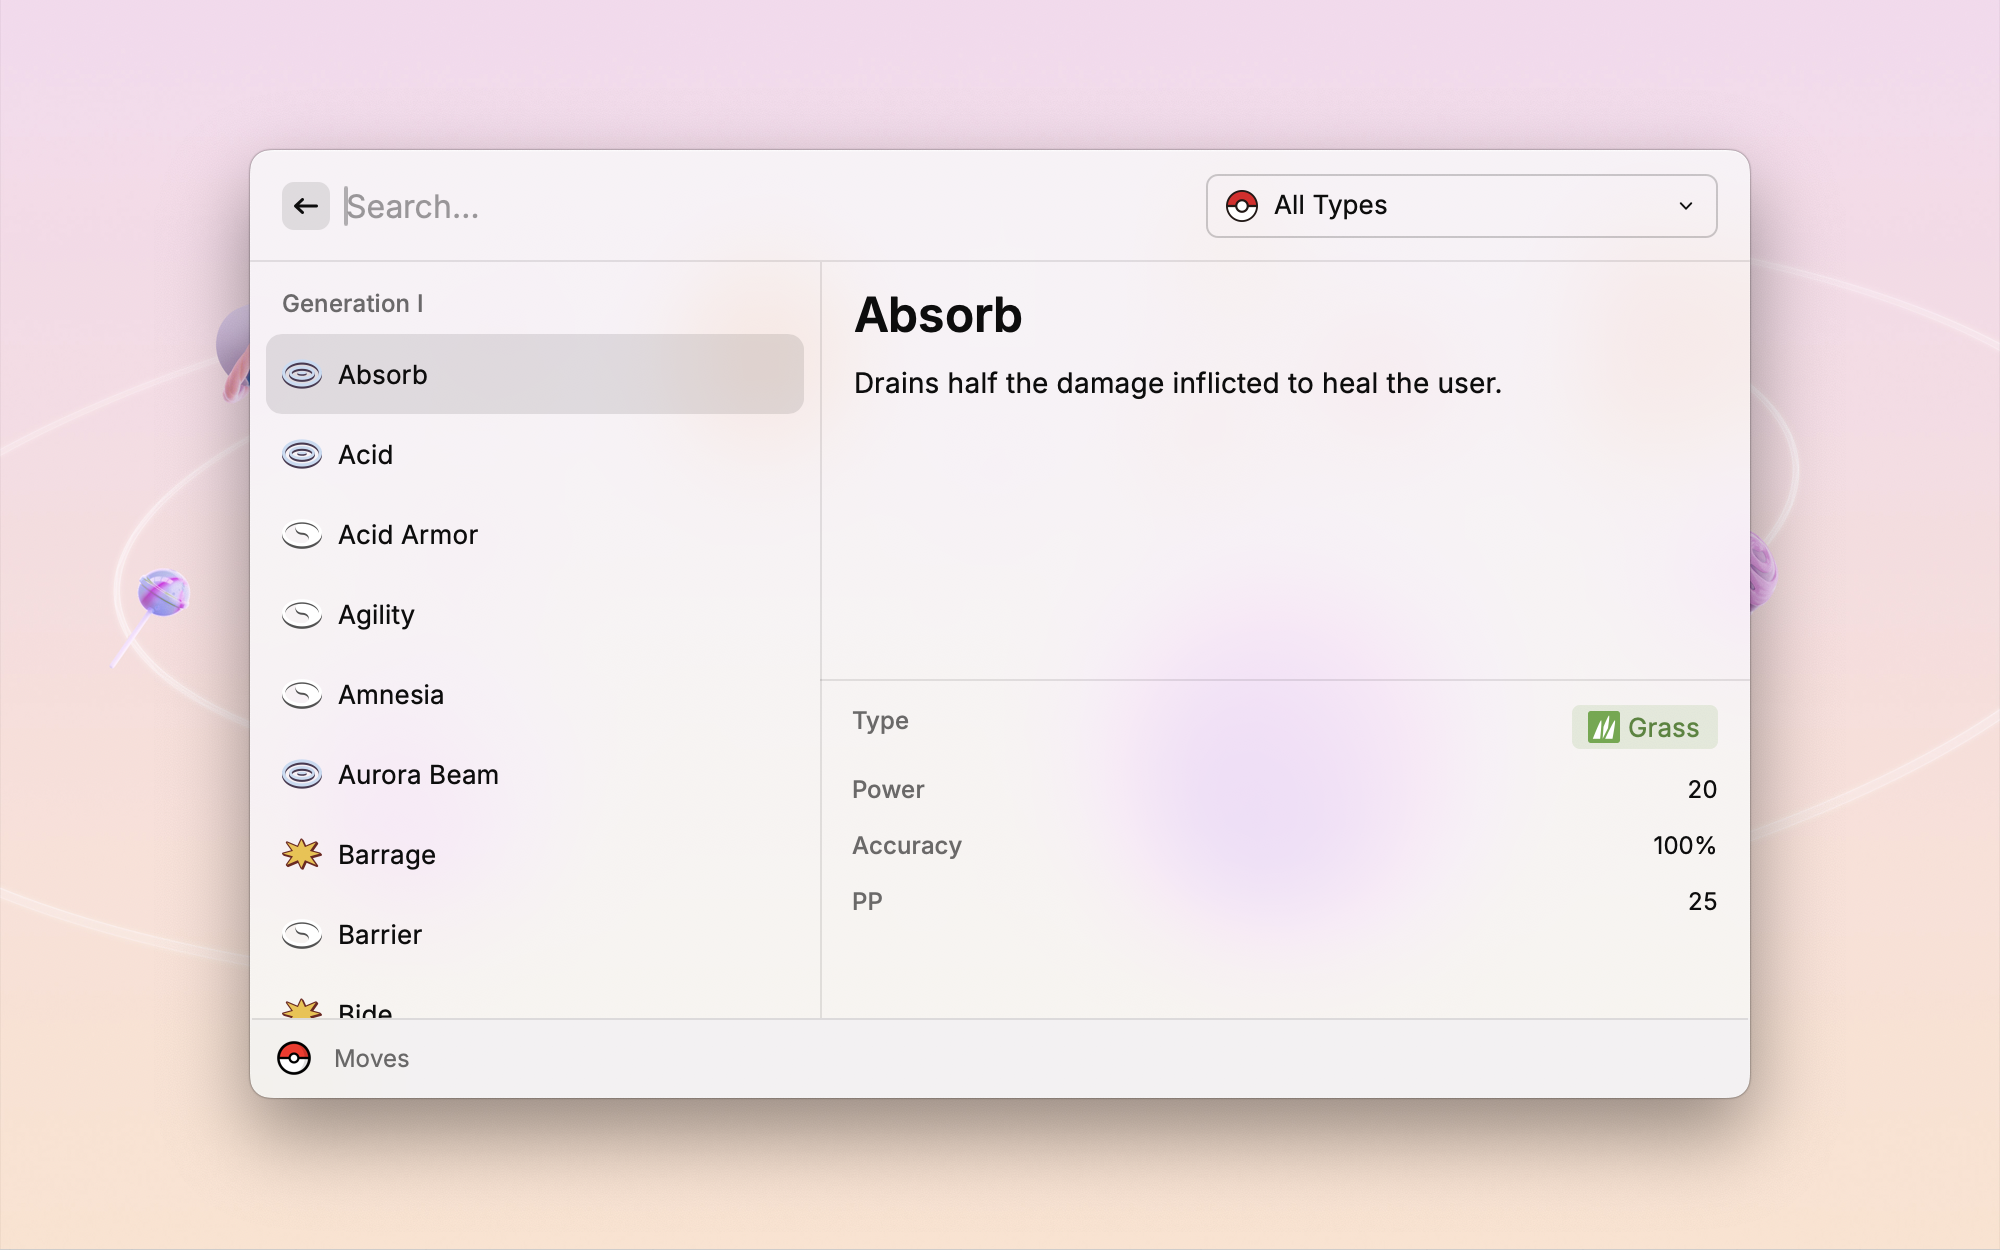 Search...
All Types
Generation I
Absorb
Acid
Acid Armor
Agility
Amnesia
Aurora Beam
Barrage
Barrier
Bide
Absorb
Drains half the damage inflicted to heal the user.
Type
Grass
Power
20
Accuracy
100%
PP
25
Moves